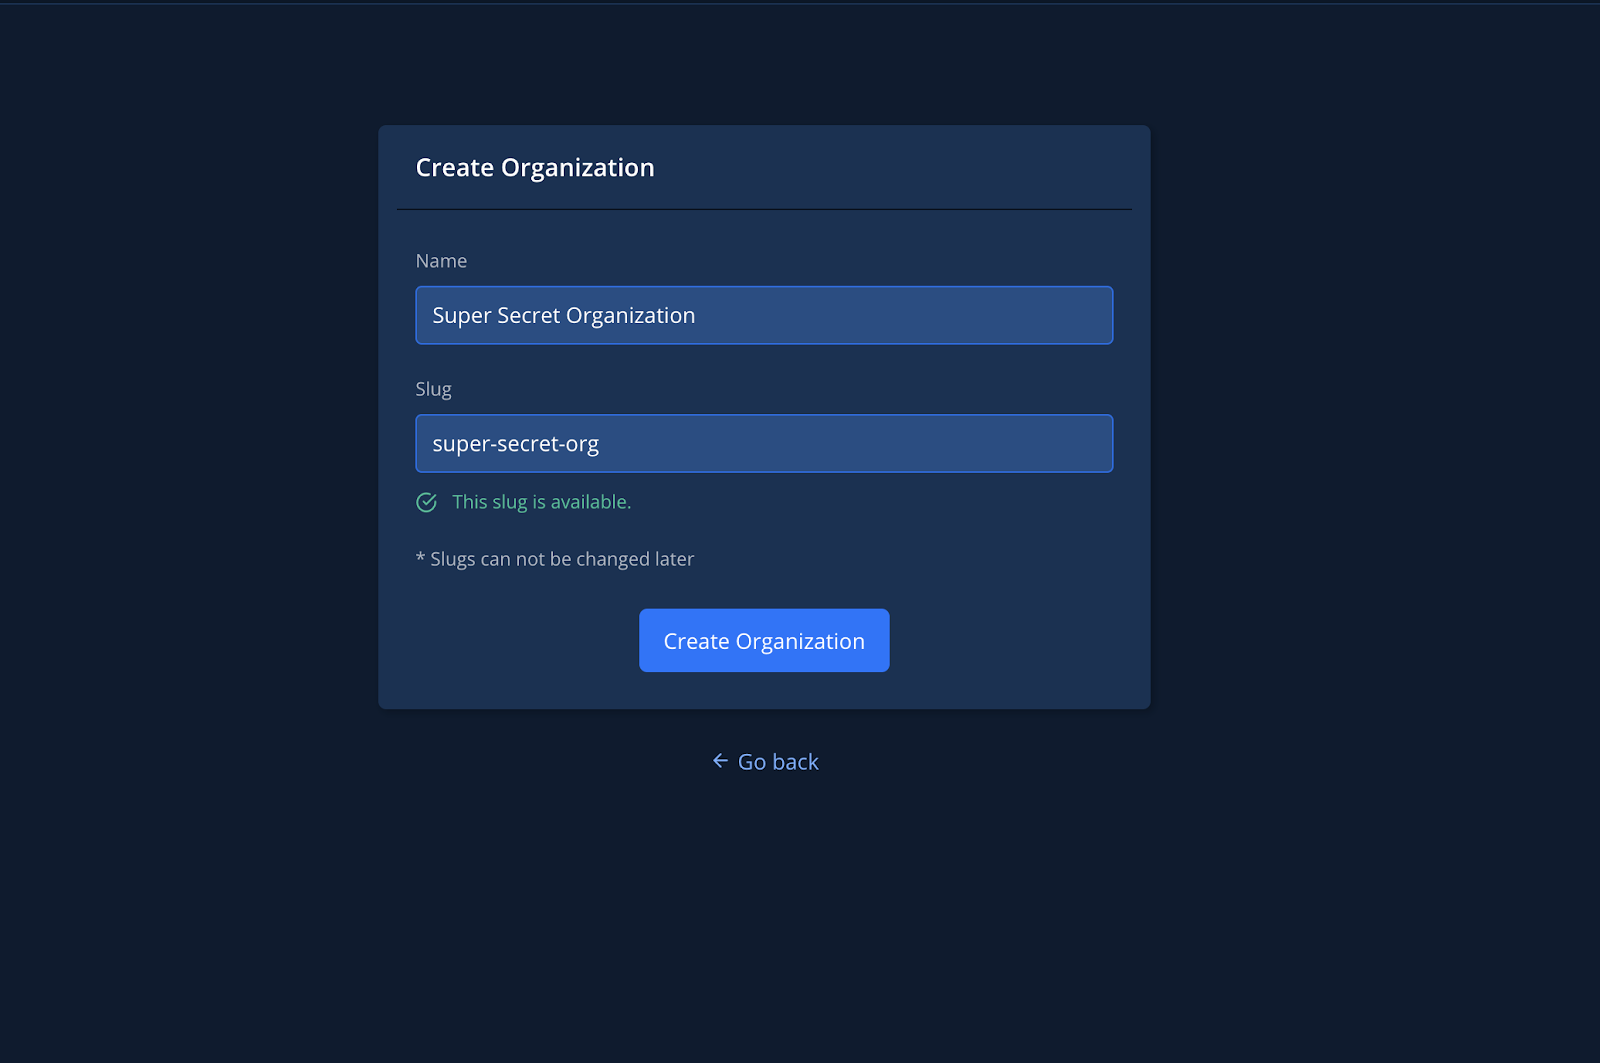 Create Organization
Name
Super Secret Organization
Slug
super-secret-org
This slug is available.
* Slugs can not be changed later
Create Organization
Go back